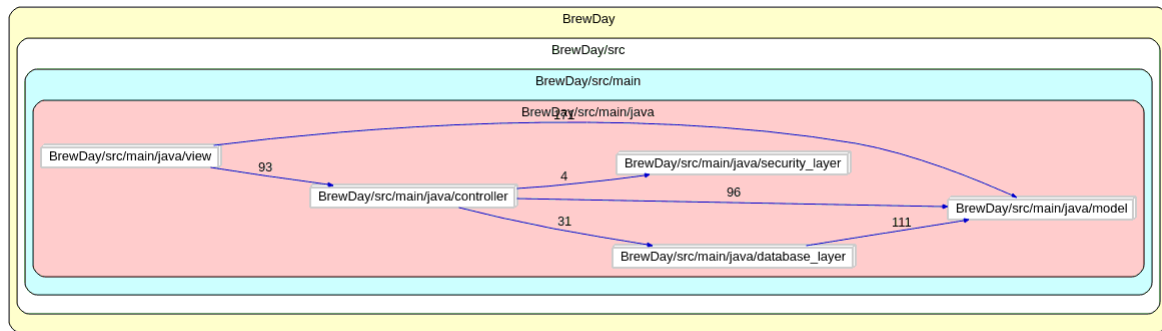 BrewDay
BrewDay/src
BrewDay/src/main
BrewDay/src/main/java
171
BrewDay/src/main/java/view
93
BrewDay/src/main/java/controller
4
BrewDay/src/main/java/security_layer
96
31
BrewDay/src/main/java/database_layer
111
BrewDay/src/main/java/model